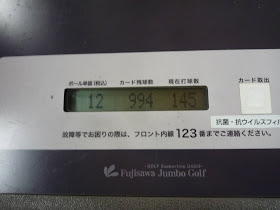 ボール単価(税込) カード残球数 現在打球数 カード取出
12 994 145
抗菌・抗ウイルスフィル
故障等でお困りの際は、フロント内線123番までご連絡ください。
GOLF Supporting OASIS
Fujisawa Jumbo Golf